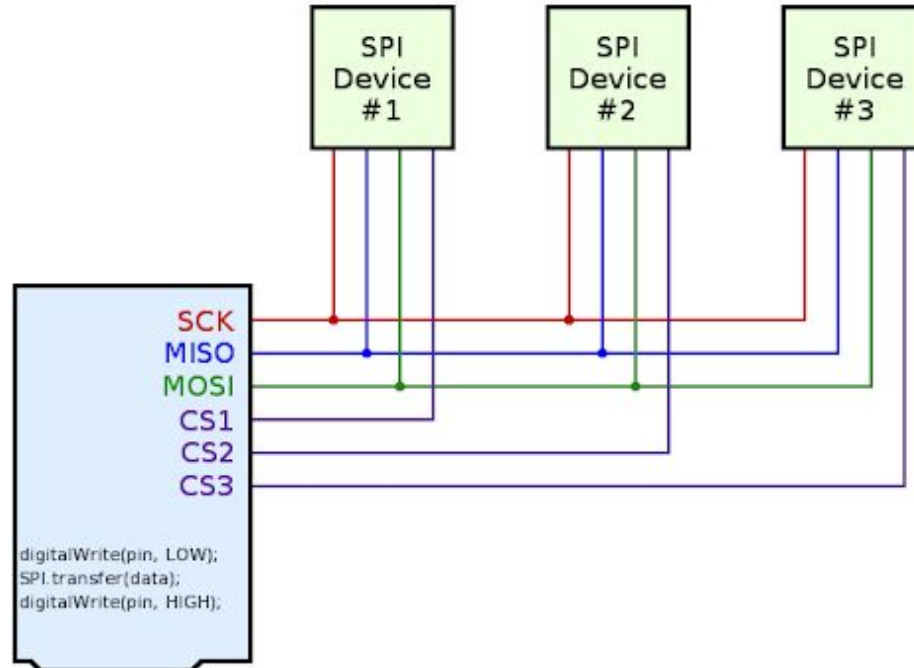 SPI
Device
#1
SPI
Device
#2
SPI
Device
#3
SCK
MISO
MOSI
CS1
CS2
CS3
digitalWrite(pin, LOW);
SPI.transfer(data);
digitalWrite(pin, HIGH);